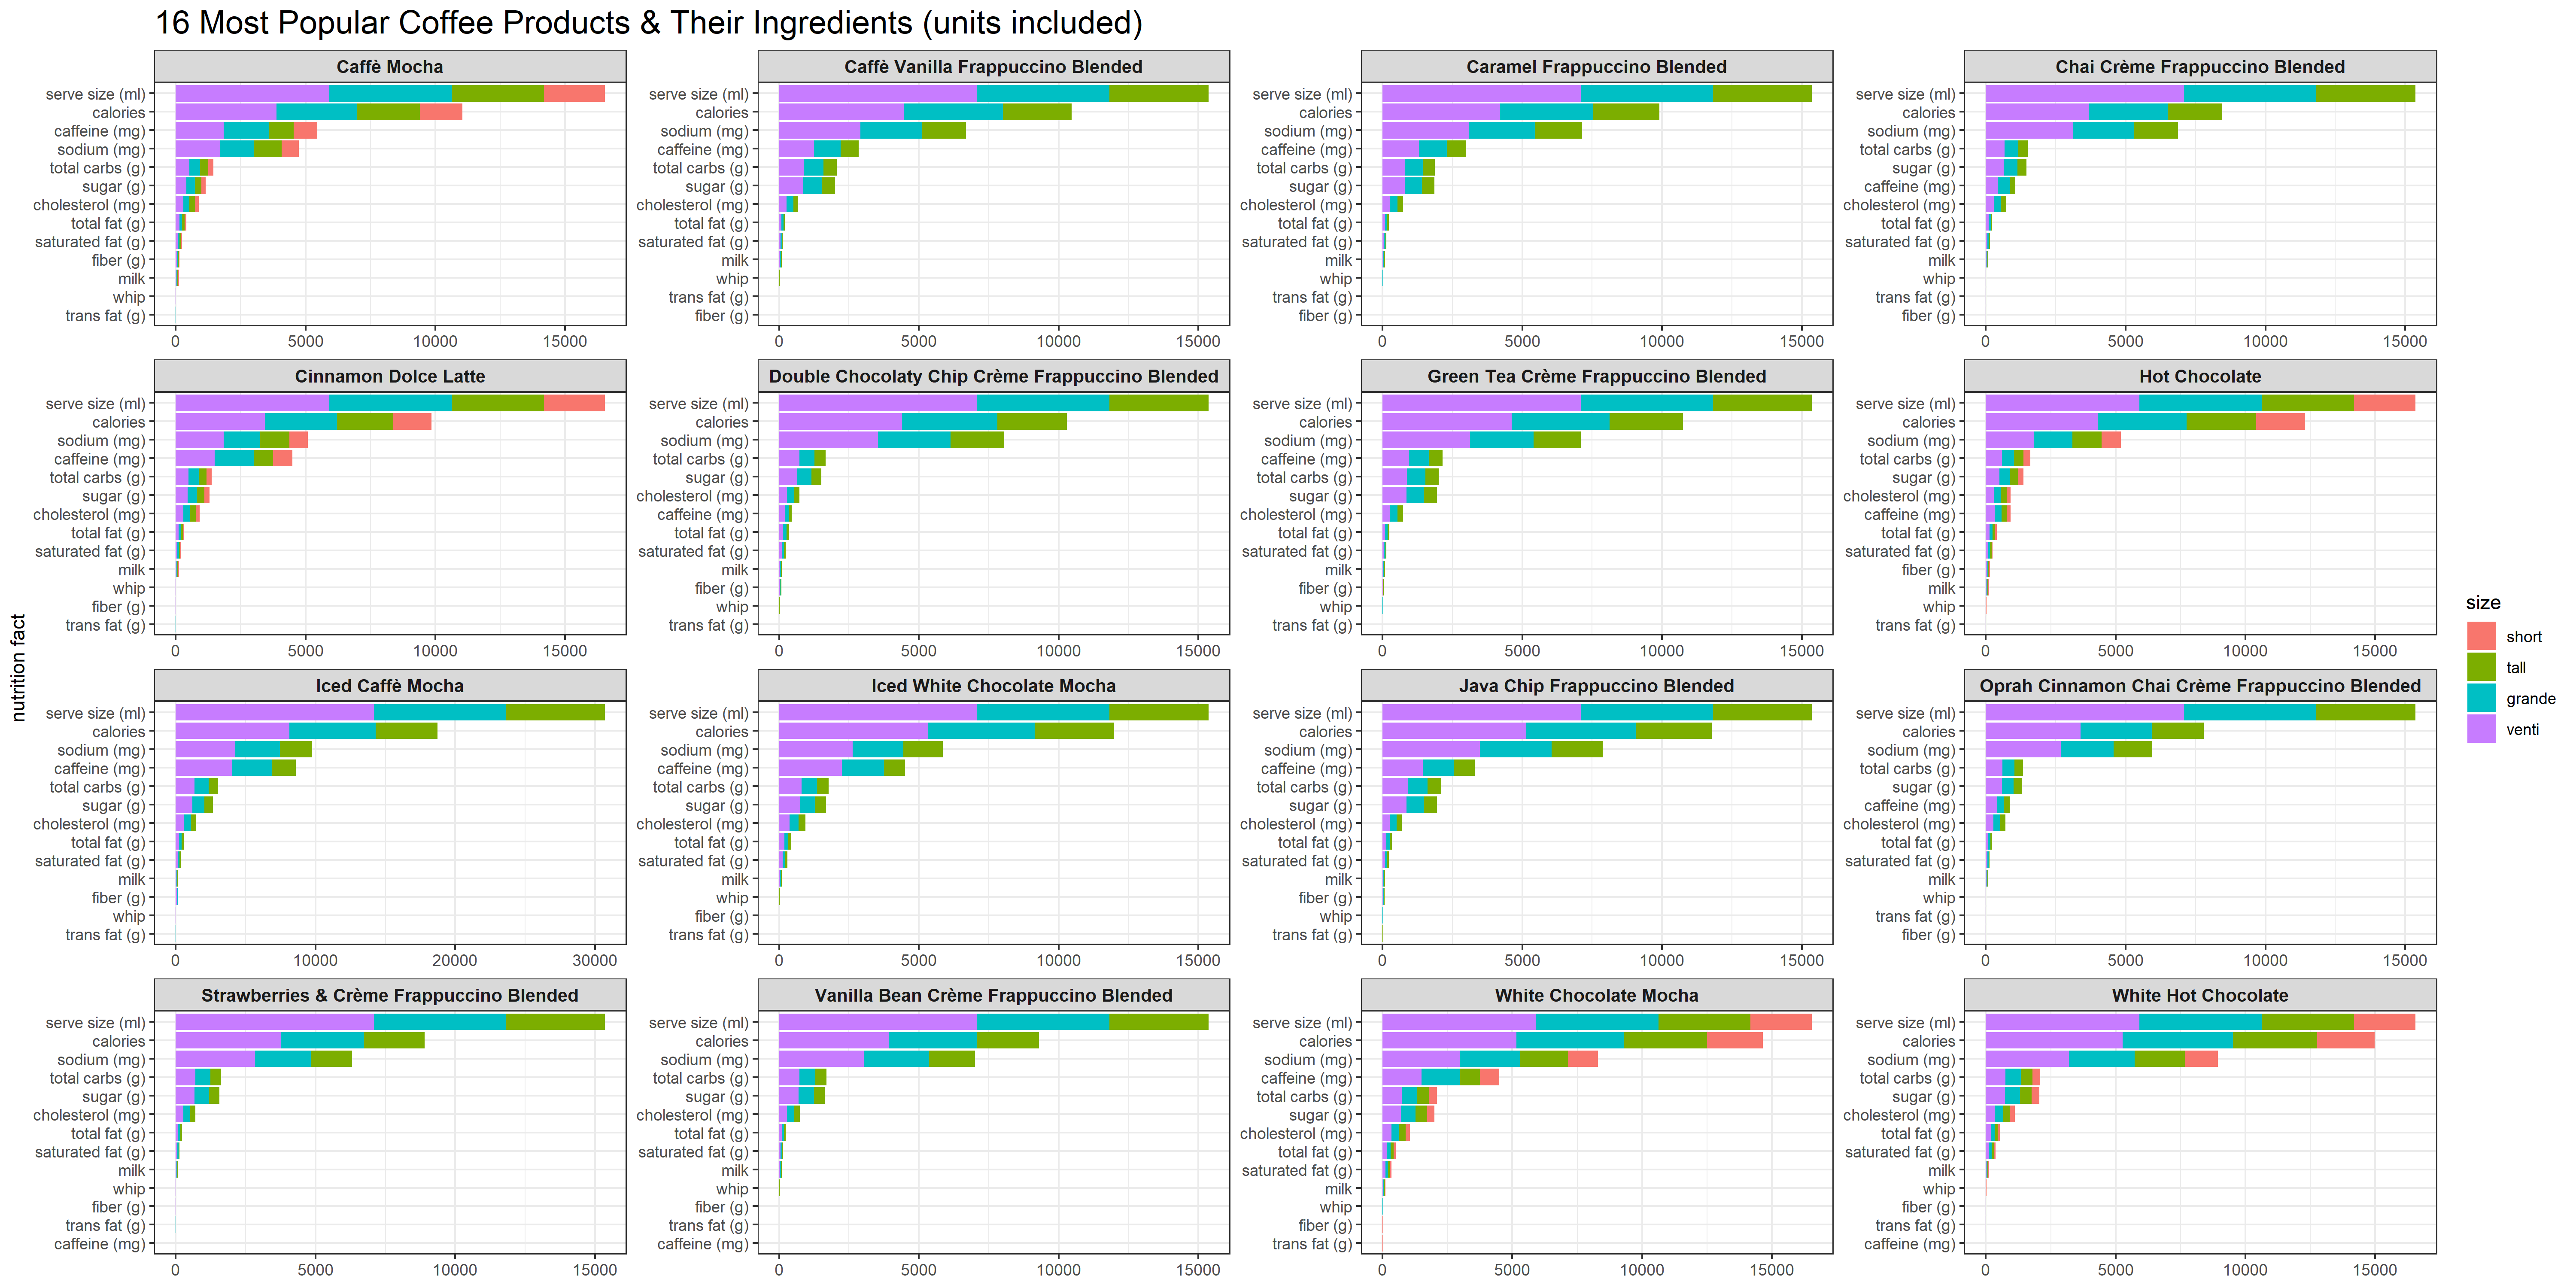 16 Most Popular Coffee Products & Their Ingredients (units included)
nutrition fact
Caffè Mocha
serve size (ml)
calories
caffeine (mg)
sodium (mg)
total carbs (g)
sugar (g)
cholesterol (mg)
total fat (g)
saturated fat (g)
fiber (g)
milk
whip
trans fat (g)
0 5000 10000 15000
Caffè Vanilla Frappuccino Blended
serve size (ml)
calories
sodium (mg)
caffeine (mg)
total carbs (g)
sugar (g)
cholesterol (mg)
total fat (g)
saturated fat (g)
milk
whip
trans fat (g)
fiber (g)
0 5000 10000 15000
Caramel Frappuccino Blended
serve size (ml)
calories
sodium (mg)
caffeine (mg)
total carbs (g)
sugar (g)
cholesterol (mg)
total fat (g)
saturated fat (g)
milk
whip
trans fat (g)
fiber (g)
0 5000 10000 15000
Chai Crème Frappuccino Blended
serve size (ml)
calories
sodium (mg)
total carbs (g)
sugar (g)
caffeine (mg)
cholesterol (mg)
total fat (g)
saturated fat (g)
milk
whip
trans fat (g)
fiber (g)
0 5000 10000 15000
Cinnamon Dolce Latte
serve size (ml)
calories
sodium (mg)
caffeine (mg)
total carbs (g)
sugar (g)
cholesterol (mg)
total fat (g)
saturated fat (g)
milk
whip
fiber (g)
trans fat (g)
0 5000 10000 15000
Double Chocolaty Chip Crème Frappuccino Blended
serve size (ml)
calories
sodium (mg)
total carbs (g)
sugar (g)
cholesterol (mg)
caffeine (mg)
total fat (g)
saturated fat (g)
milk
fiber (g)
whip
trans fat (g)
0 5000 10000 15000
Green Tea Crème Frappuccino Blended
serve size (ml)
calories
sodium (mg)
caffeine (mg)
total carbs (g)
sugar (g)
cholesterol (mg)
total fat (g)
saturated fat (g)
milk
fiber (g)
whip
trans fat (g)
0 5000 10000 15000
Hot Chocolate
serve size (ml)
calories
sodium (mg)
total carbs (g)
sugar (g)
cholesterol (mg)
caffeine (mg)
total fat (g)
saturated fat (g)
fiber (g)
milk
whip
trans fat (g)
0 5000 10000 15000
Iced Caffè Mocha
serve size (ml)
calories
sodium (mg)
caffeine (mg)
total carbs (g)
sugar (g)
cholesterol (mg)
total fat (g)
saturated fat (g)
milk
fiber (g)
whip
trans fat (g)
0 10000 20000 30000
Iced White Chocolate Mocha
serve size (ml)
calories
sodium (mg)
caffeine (mg)
total carbs (g)
sugar (g)
cholesterol (mg)
total fat (g)
saturated fat (g)
milk
whip
fiber (g)
trans fat (g)
0 5000 10000 15000
Java Chip Frappuccino Blended
serve size (ml)
calories
sodium (mg)
caffeine (mg)
total carbs (g)
sugar (g)
cholesterol (mg)
total fat (g)
saturated fat (g)
milk
fiber (g)
whip
trans fat (g)
0 5000 10000 15000
Oprah Cinnamon Chai Crème Frappuccino Blended
serve size (ml)
calories
sodium (mg)
total carbs (g)
sugar (g)
caffeine (mg)
cholesterol (mg)
total fat (g)
saturated fat (g)
milk
whip
trans fat (g)
fiber (g)
0 5000 10000 15000
Strawberries & Crème Frappuccino Blended
serve size (ml)
calories
sodium (mg)
total carbs (g)
sugar (g)
cholesterol (mg)
total fat (g)
saturated fat (g)
milk
whip
fiber (g)
trans fat (g)
caffeine (mg)
0 5000 10000 15000
Vanilla Bean Crème Frappuccino Blended
serve size (ml)
calories
sodium (mg)
total carbs (g)
sugar (g)
cholesterol (mg)
total fat (g)
saturated fat (g)
milk
whip
fiber (g)
trans fat (g)
caffeine (mg)
0 5000 10000 15000
White Chocolate Mocha
serve size (ml)
calories
sodium (mg)
caffeine (mg)
total carbs (g)
sugar (g)
cholesterol (mg)
total fat (g)
saturated fat (g)
milk
whip
fiber (g)
trans fat (g)
0 5000 10000 15000
White Hot Chocolate
serve size (ml)
calories
sodium (mg)
total carbs (g)
sugar (g)
cholesterol (mg)
total fat (g)
saturated fat (g)
milk
whip
fiber (g)
trans fat (g)
caffeine (mg)
0 5000 10000 15000
size
short
tall
grande
venti